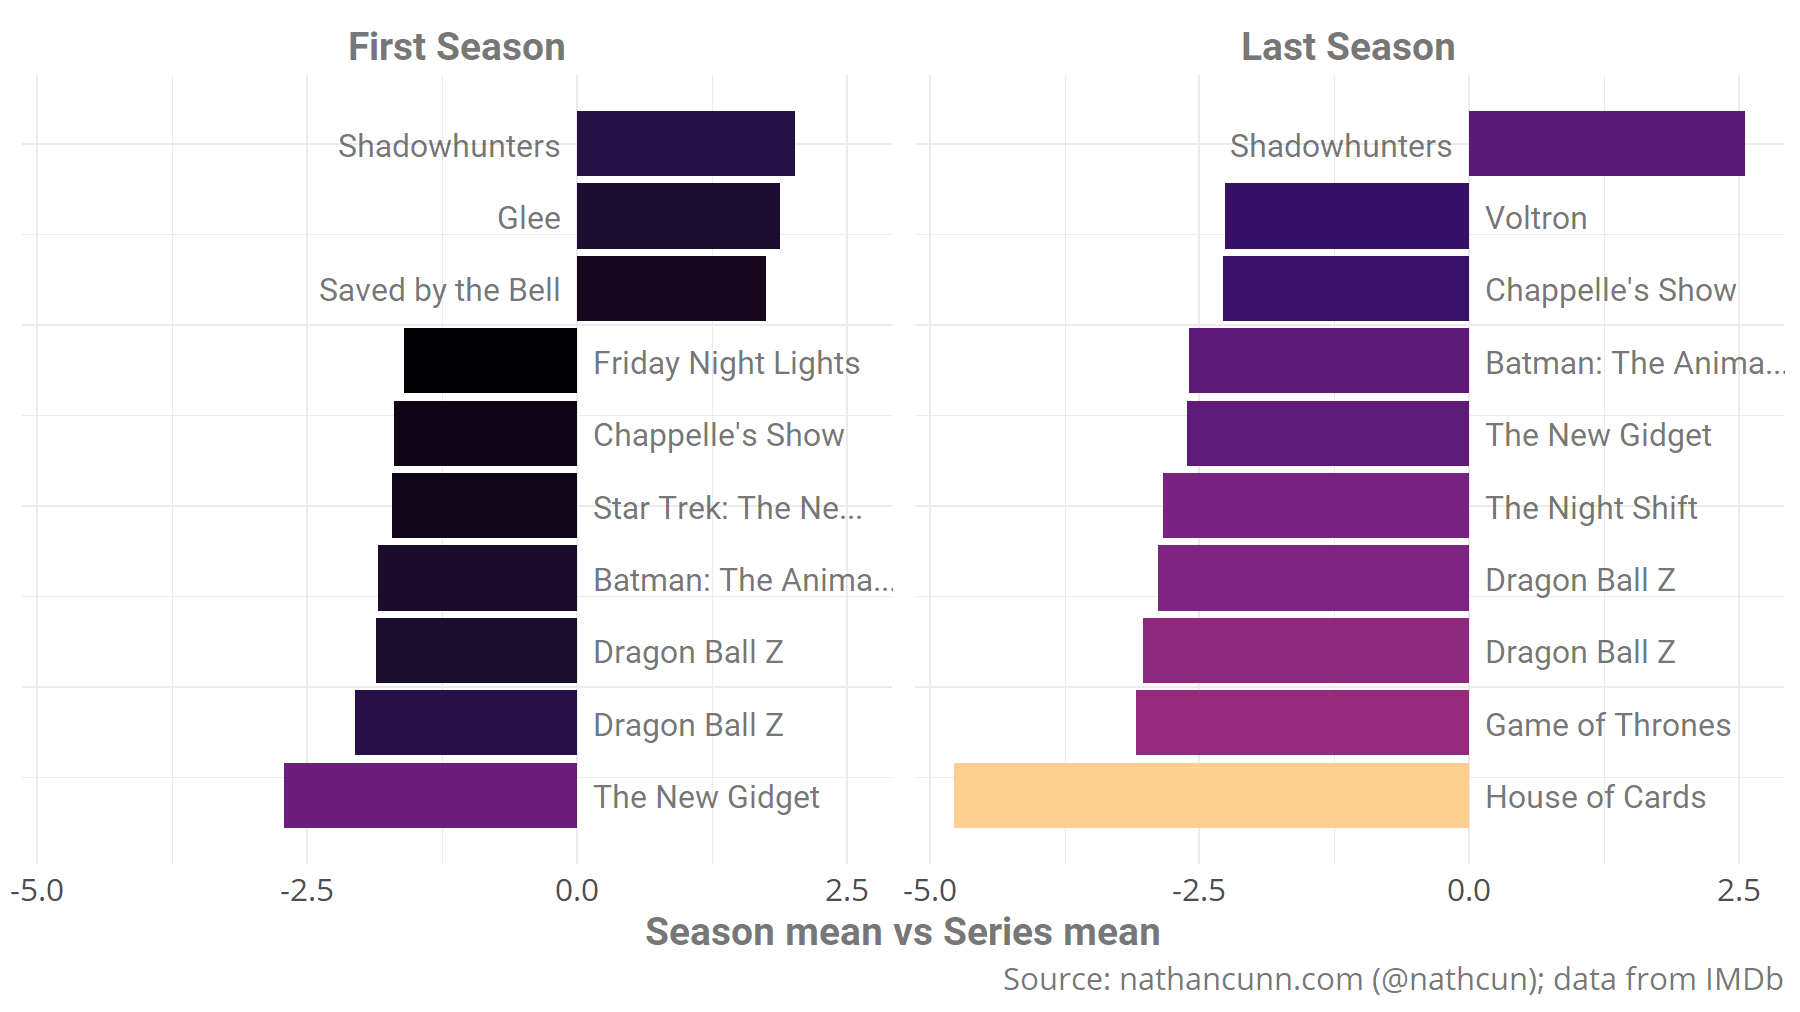 First Season
Last Season
Shadowhunters
Glee
Saved by the Bell
Friday Night Lights
Chappelle's Show
Star Trek: The Ne...
Batman: The Anima...
Dragon Ball Z
Dragon Ball Z
The New Gidget
-5.0 -2.5 0.0 2.5
Shadowhunters
Voltron
Chappelle's Show
Batman: The Anima...
The New Gidget
The Night Shift
Dragon Ball Z
Dragon Ball Z
Game of Thrones
House of Cards
-5.0 -2.5 0.0 2.5
Season mean vs Series mean
Source: nathancunn.com (@nathcun); data from IMDb